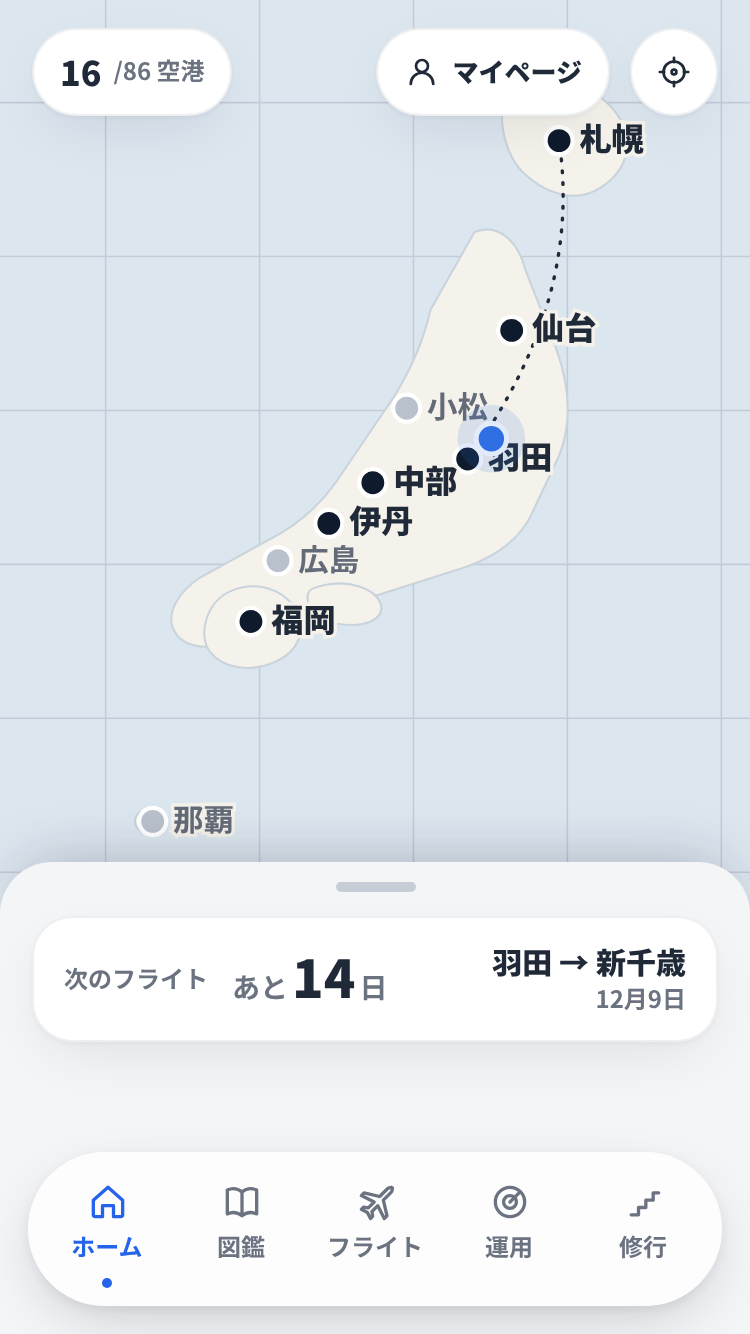 16 /86 空港
マイページ
札幌
仙台
小松
羽田
中部
伊丹
広島
福岡
那覇
次のフライト
あと14日
羽田 → 新千歳
12月9日
ホーム
図鑑
フライト
運用
修行